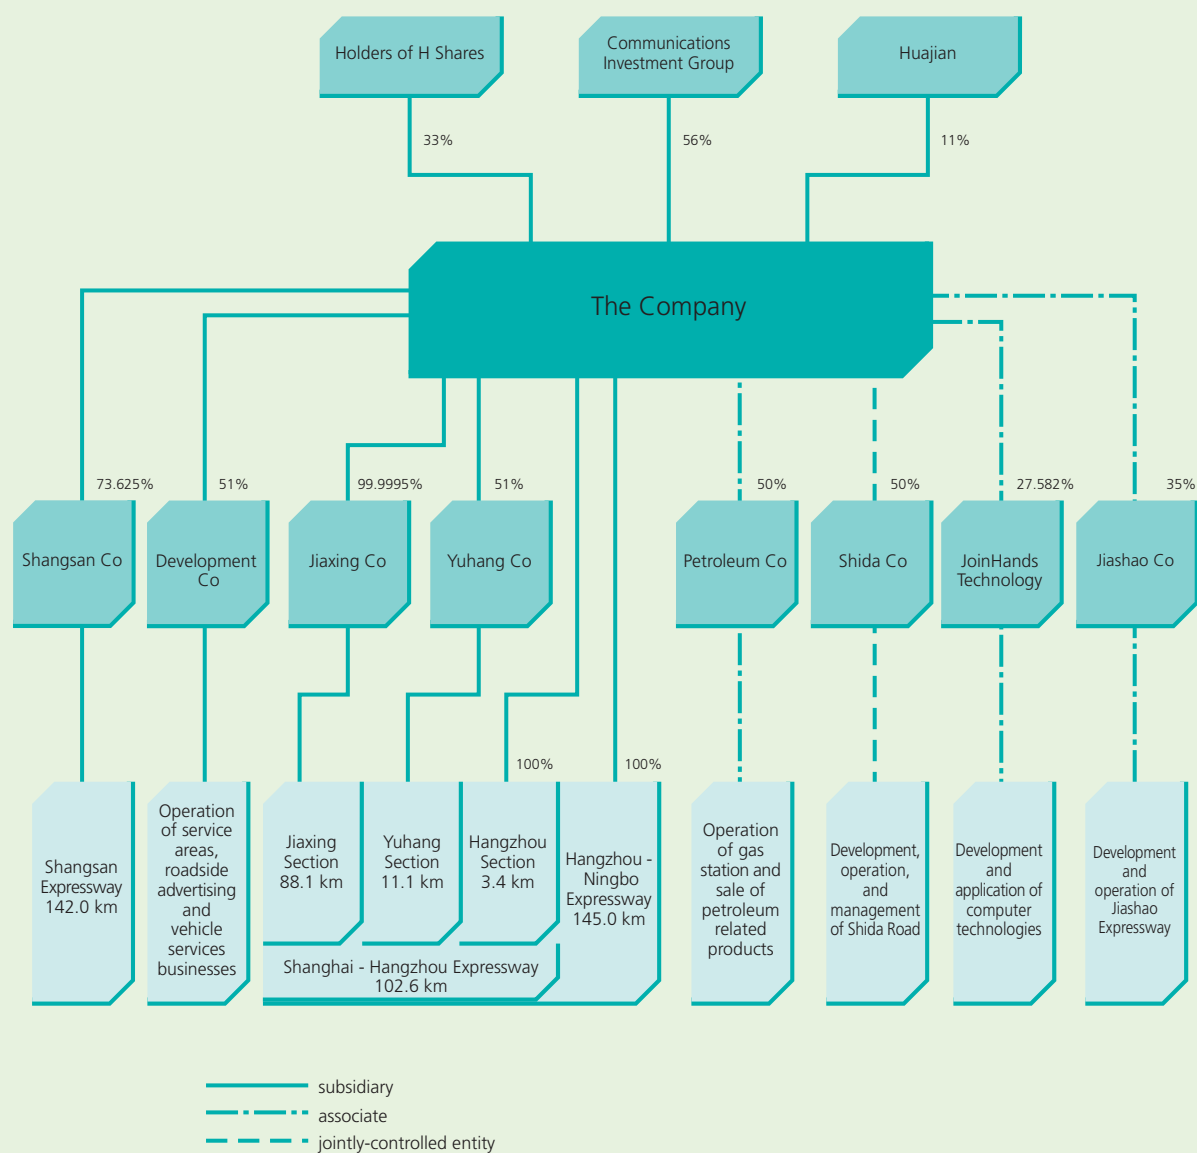 Holders of H Shares
Communications
Investment Group
Huajian
33%
56%
11%
The Company
73.625%
51%
99.9995%
51%
50%
50%
27.582%
35%
Shangsan Co
Development
Co
Jiaxing Co
Yuhang Co
Petroleum Co
Shida Co
JoinHands
Technology
Jiashao Co
100%
100%
Shangsan
Expressway
142.0 km
Operation
of service
areas,
roadside
advertising
and
vehicle
services
businesses
Jiaxing
Section
88.1 km
Yuhang
Section
11.1 km
Hangzhou
Section
3.4 km
Hangzhou -
Ningbo
Expressway
145.0 km
Shanghai - Hangzhou Expressway
102.6 km
Operation
of gas
station and
sale of
petroleum
related
products
Development,
operation,
and
management
of Shida Road
Development
and
application of
computer
technologies
Development
and
operation of
Jiashao
Expressway
subsidiary
associate
jointly-controlled entity